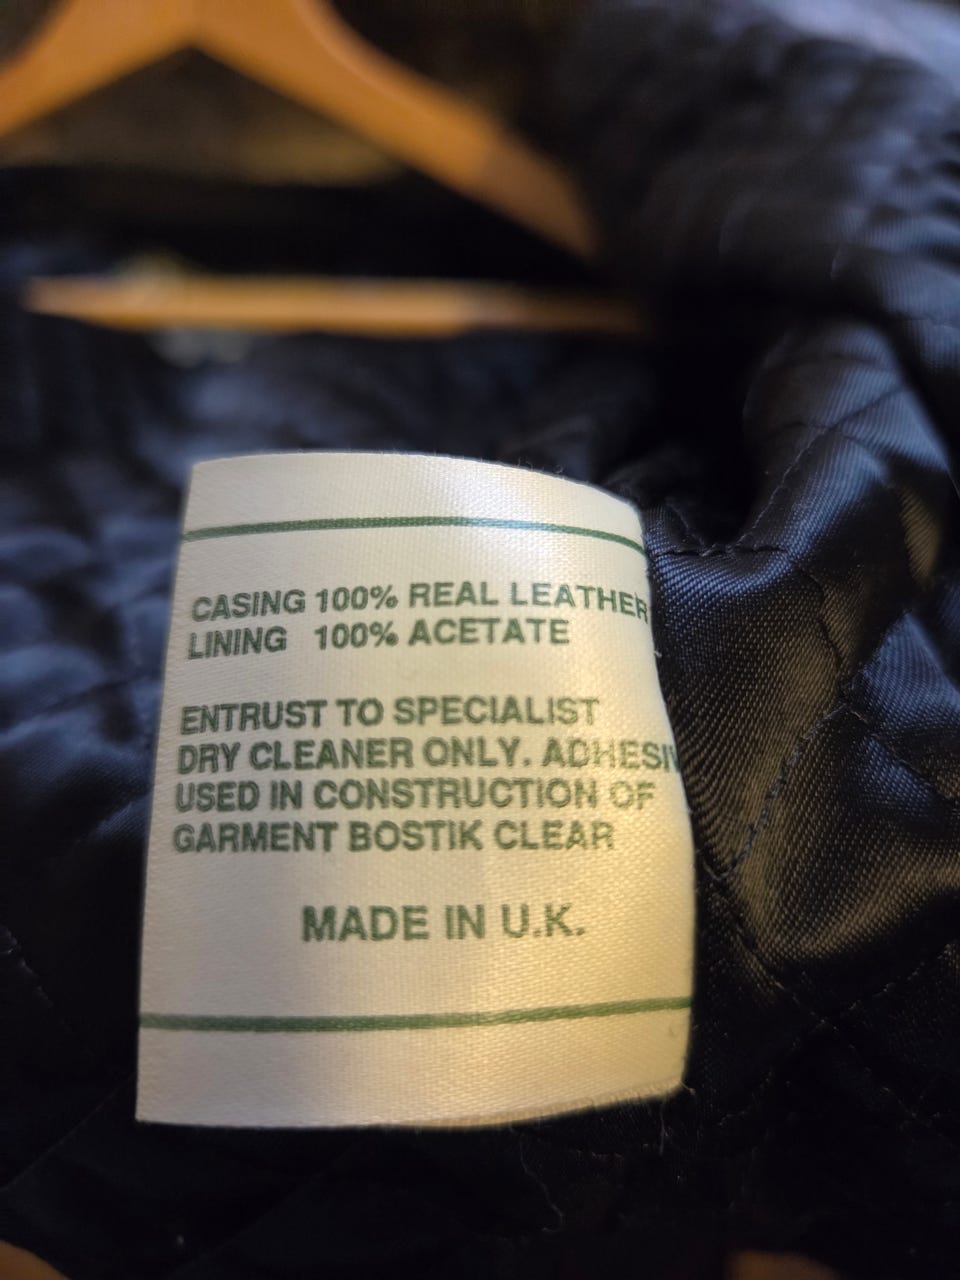 CASING 100% REAL LEATHER
LINING 100% ACETATE
ENTRUST TO SPECIALIST
DRY CLEANER ONLY. ADHESIV
USED IN CONSTRUCTION OF
GARMENT BOSTIK CLEAR
MADE IN U.K.